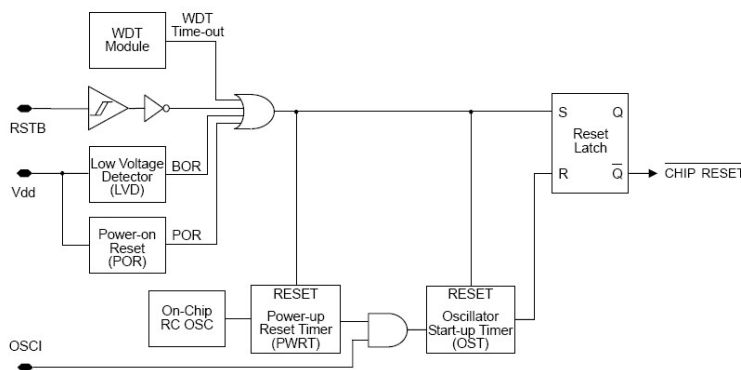 WDT
Time-out
WDT
Module
RSTB
Low Voltage
Detector
(LVD)
BOR
Vdd
Power-on
Reset
(POR)
POR
S
Q
Reset
Latch
R
Q
CHIP RESET
On-Chip
RC OSC
RESET
Power-up
Reset Timer
(PWRT)
RESET
Oscillator
Start-up Timer
(OST)
OSCI